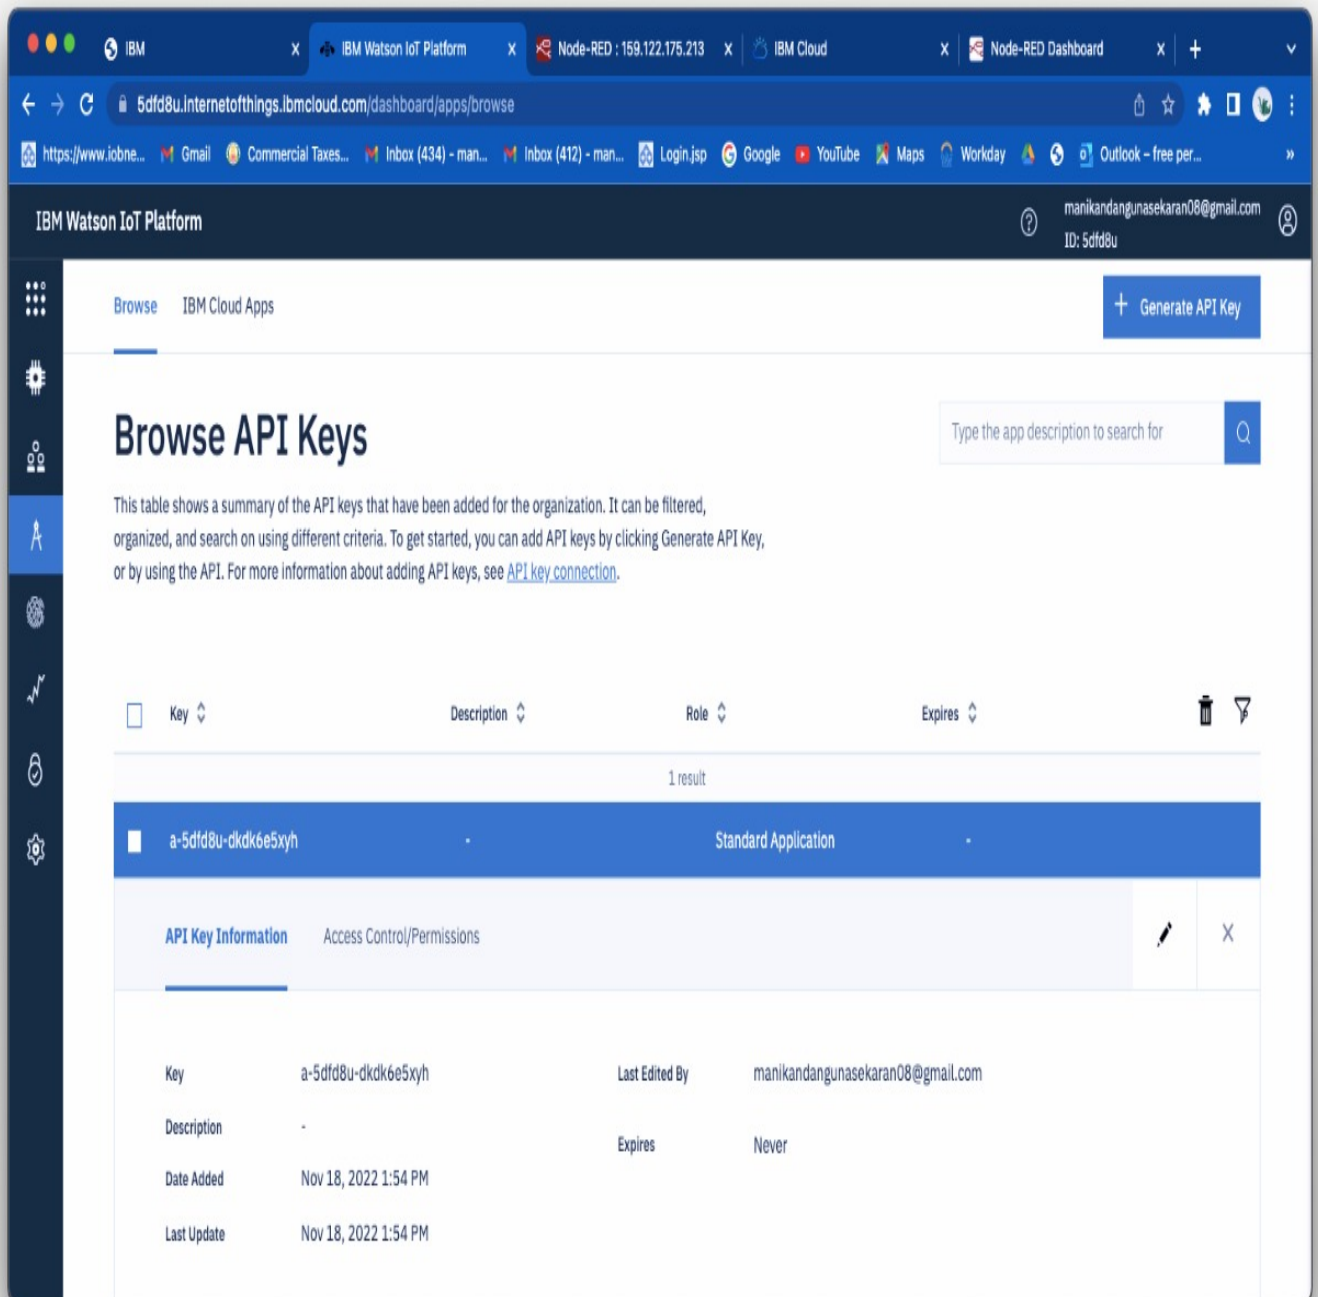 IBM
IBM Watson IoT Platform
Node-RED : 159.122.175.213
IBM Cloud
Node-RED Dashboard
5dfd8u.internetofthings.ibmcloud.com/dashboard/apps/browse
https://www.iobne...
Gmail
Commercial Taxes...
Inbox (434) – man...
Inbox (412) – man...
Login.jsp
Google
YouTube
Maps
Workday
Outlook – free per...
IBM Watson IoT Platform
manikandangunasekaran08@gmail.com
ID: 5dfd8u
Browse
IBM Cloud Apps
+ Generate API Key
Browse API Keys
Type the app description to search for
This table shows a summary of the API keys that have been added for the organization. It can be filtered,
organized, and search on using different criteria. To get started, you can add API keys by clicking Generate API Key,
or by using the API. For more information about adding API keys, see API key connection.
Key
Description
Role
Expires
1 result
a-5dfd8u-dkdk6e5xyh - Standard Application -
API Key Information
Access Control/Permissions
Key a-5dfd8u-dkdk6e5xyh
Last Edited By manikandangunasekaran08@gmail.com
Description -
Expires Never
Date Added Nov 18, 2022 1:54 PM
Last Update Nov 18, 2022 1:54 PM